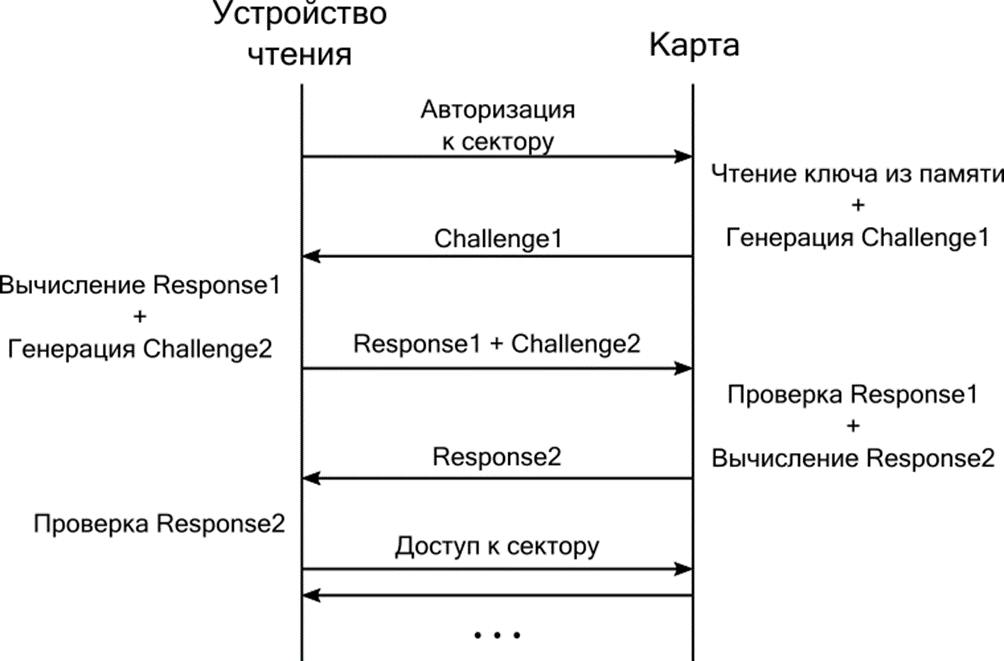 Устройство
чтения
Карта
Авторизация
к сектору
Чтение ключа из памяти
+
Генерация Challenge1
Challenge1
Вычисление Response1
+
Генерация Challenge2
Response1 + Challenge2
Проверка Response1
+
Вычисление Response2
Response2
Проверка Response2
Доступ к сектору
. . .